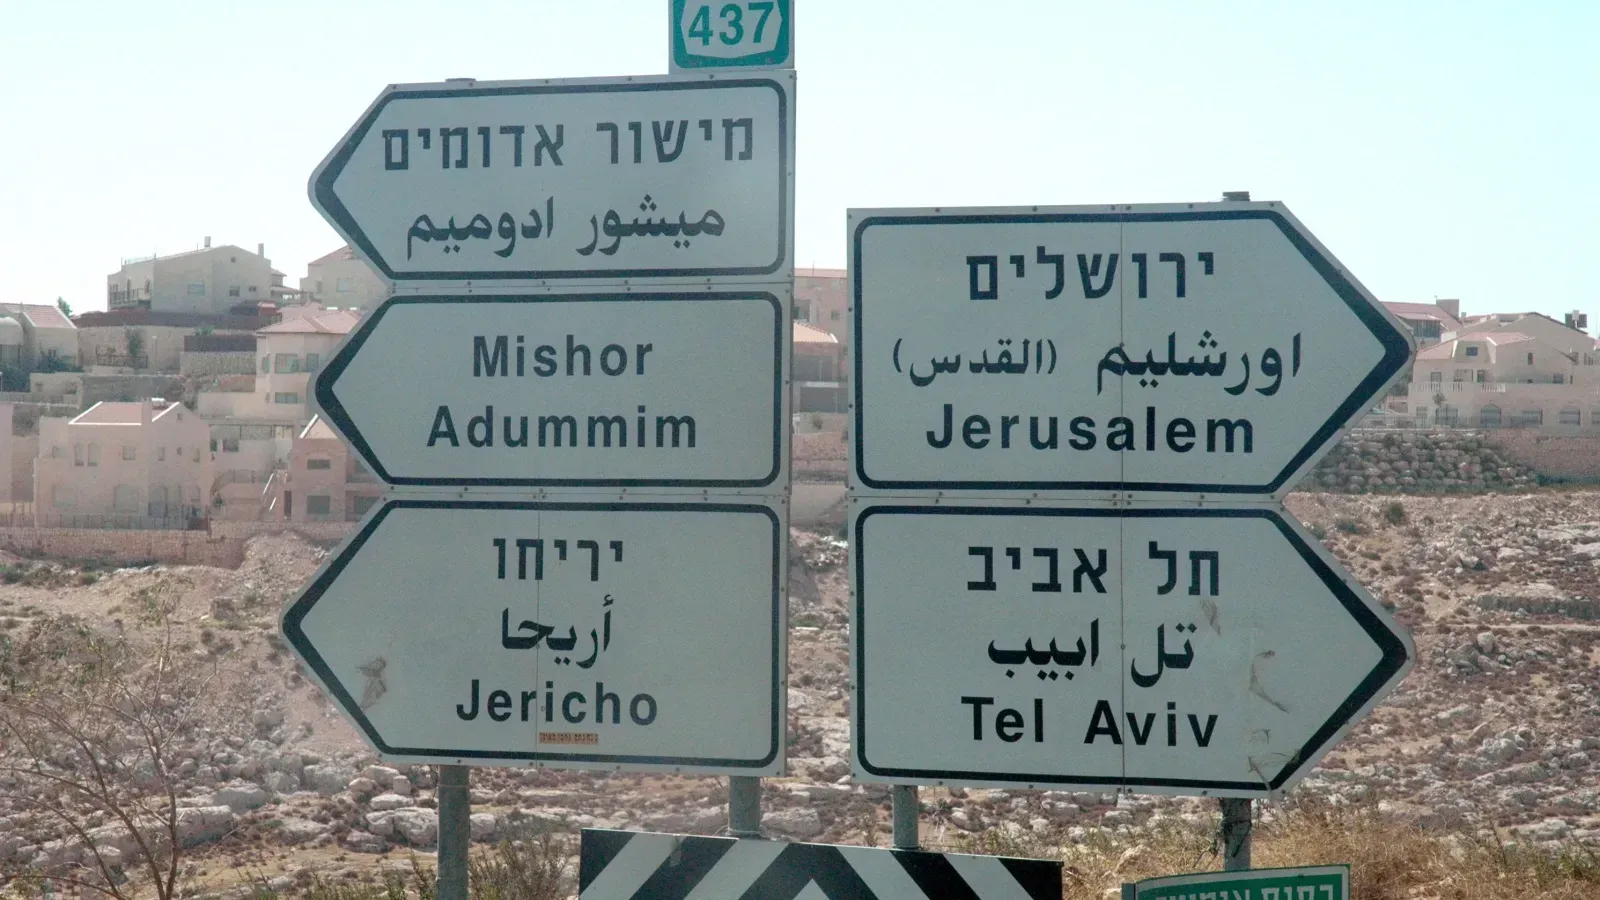 437
מישור אדומים
ميشور ادوميم
Mishor
Adummim
יריחו
أريحا
Jericho
ירושלים
اورشليم (القدس)
Jerusalem
תל אביב
تل ابيب
Tel Aviv